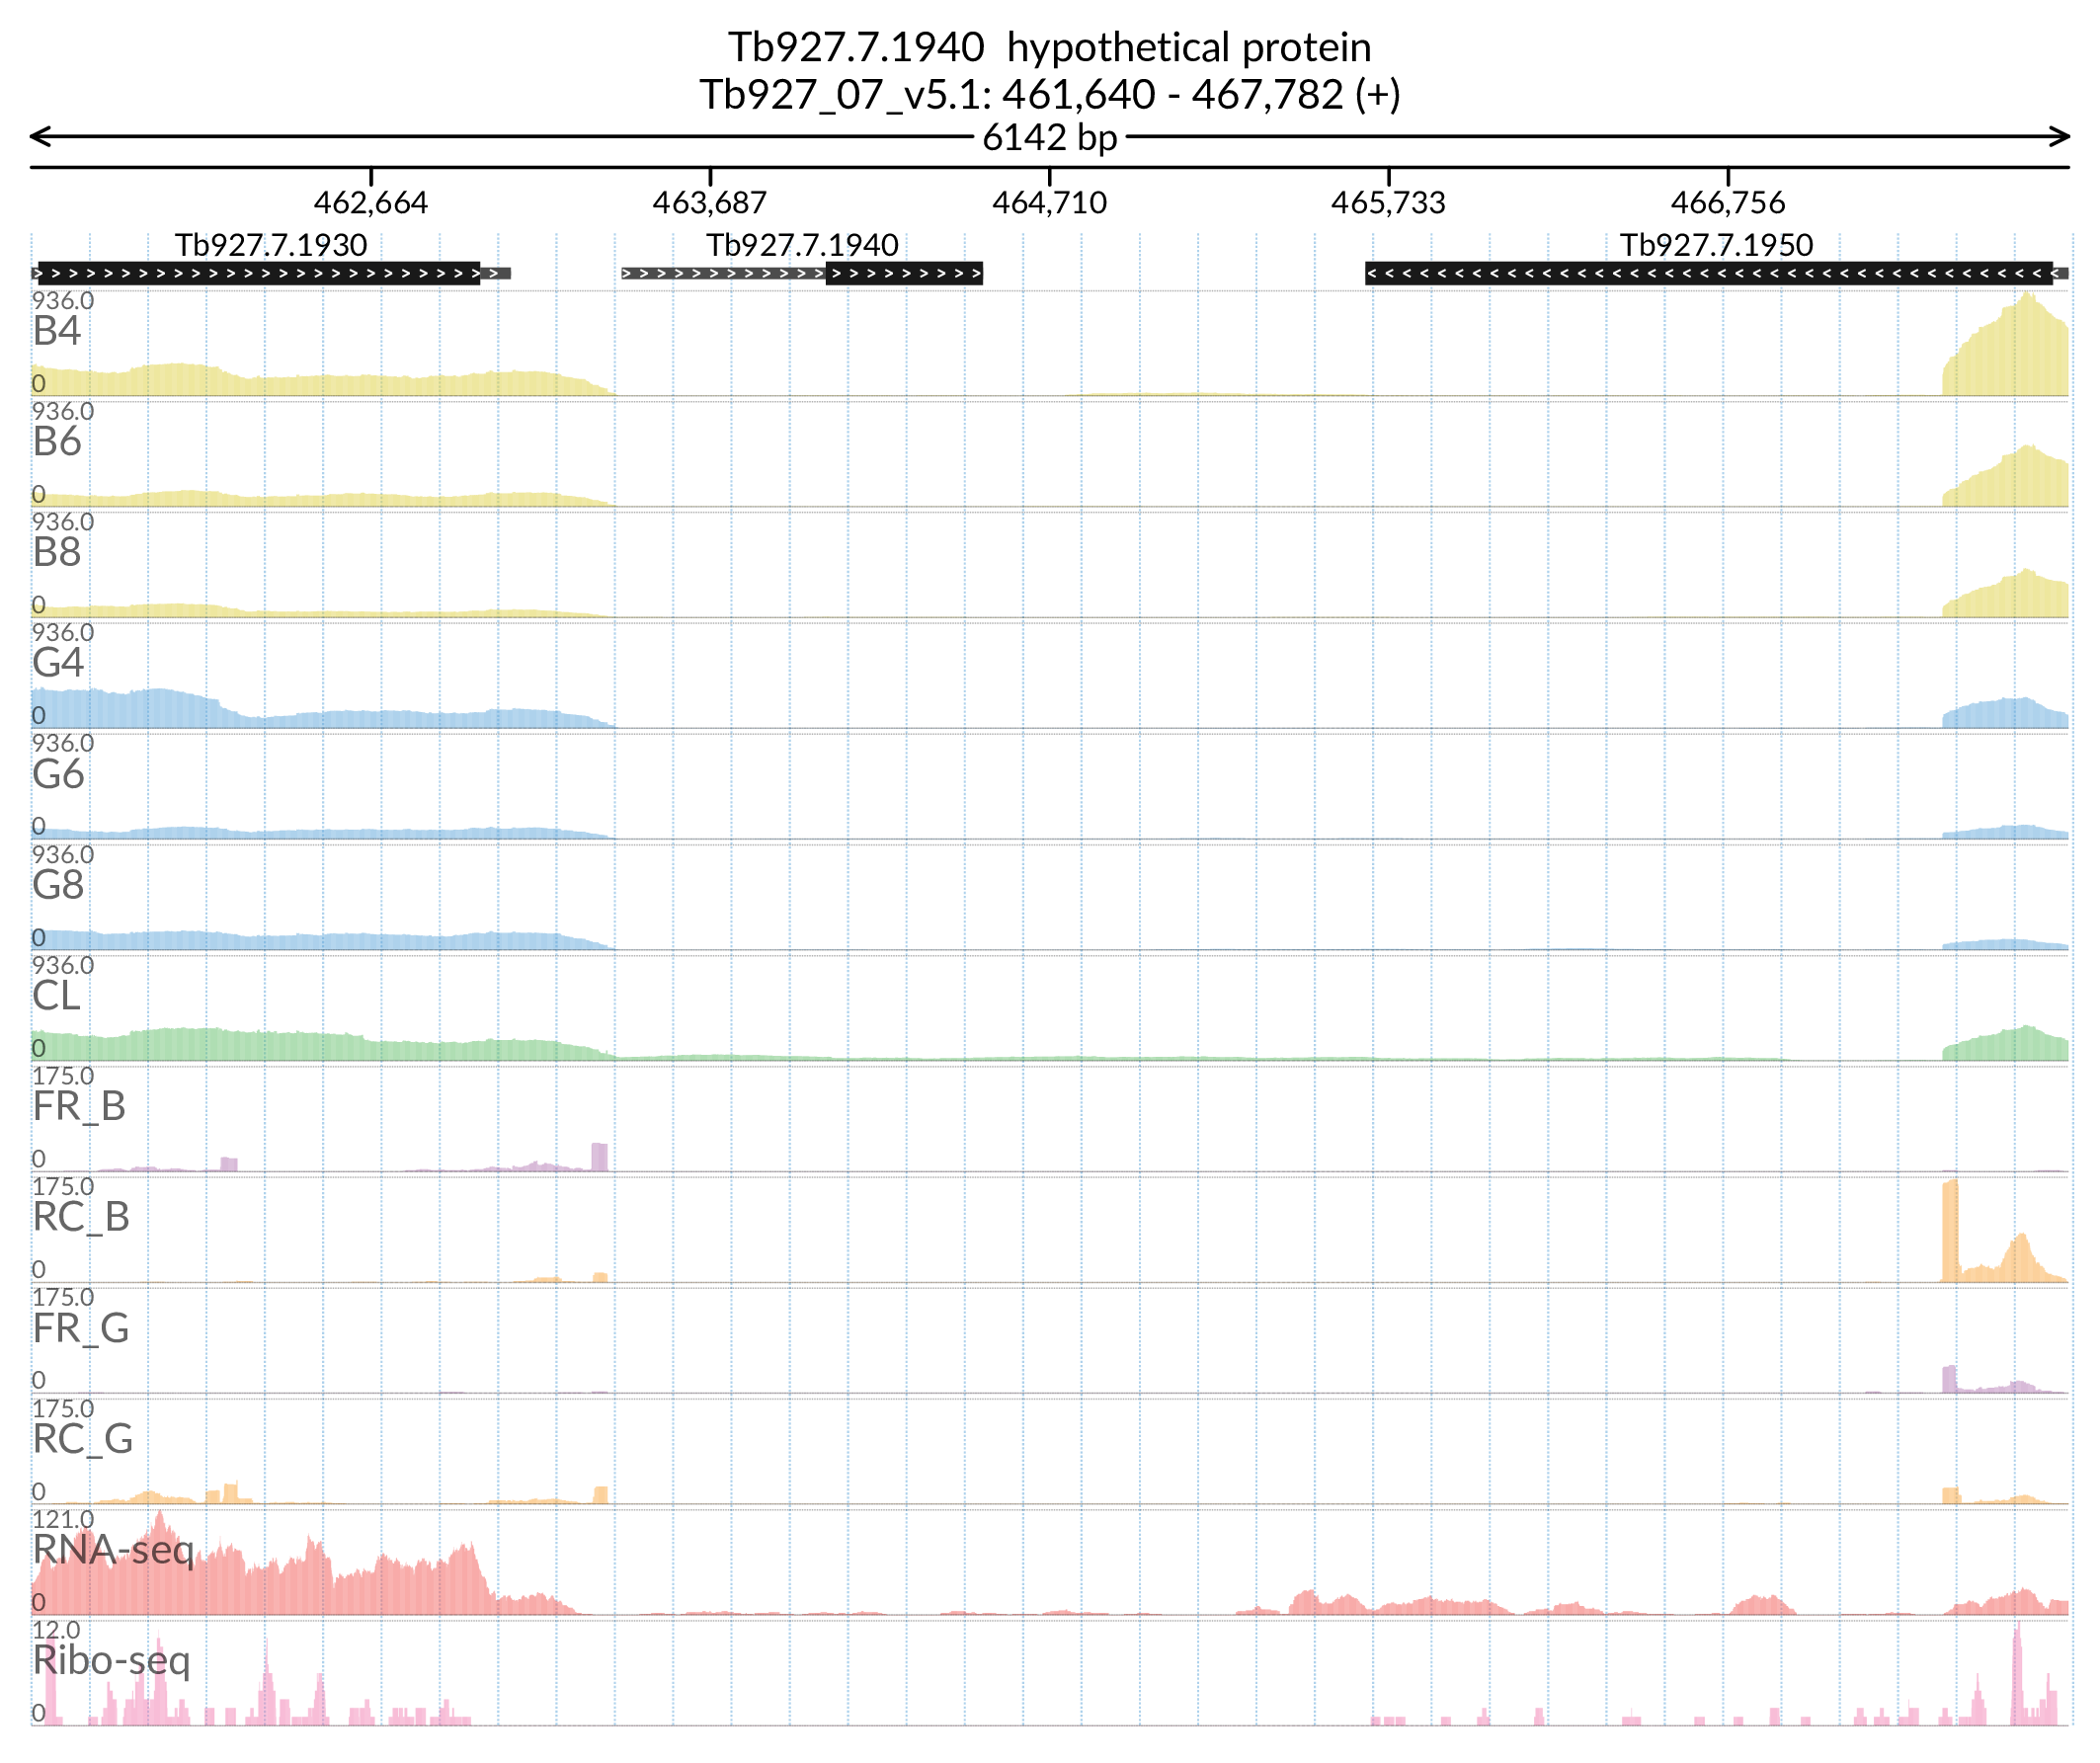 Tb927.7.1940 hypothetical protein
Tb927_07_v5.1: 461,640 - 467,782 (+)
6142 bp
462,664 463,687 464,710 465,733 466,756
Tb927.7.1930 Tb927.7.1940 Tb927.7.1950
936.0
B4
0
936.0
B6
0
936.0
B8
0
936.0
G4
0
936.0
G6
0
936.0
G8
0
936.0
CL
0
175.0
FR_B
0
175.0
RC_B
0
175.0
FR_G
0
175.0
RC_G
0
121.0
RNA-seq
0
12.0
Ribo-seq
0